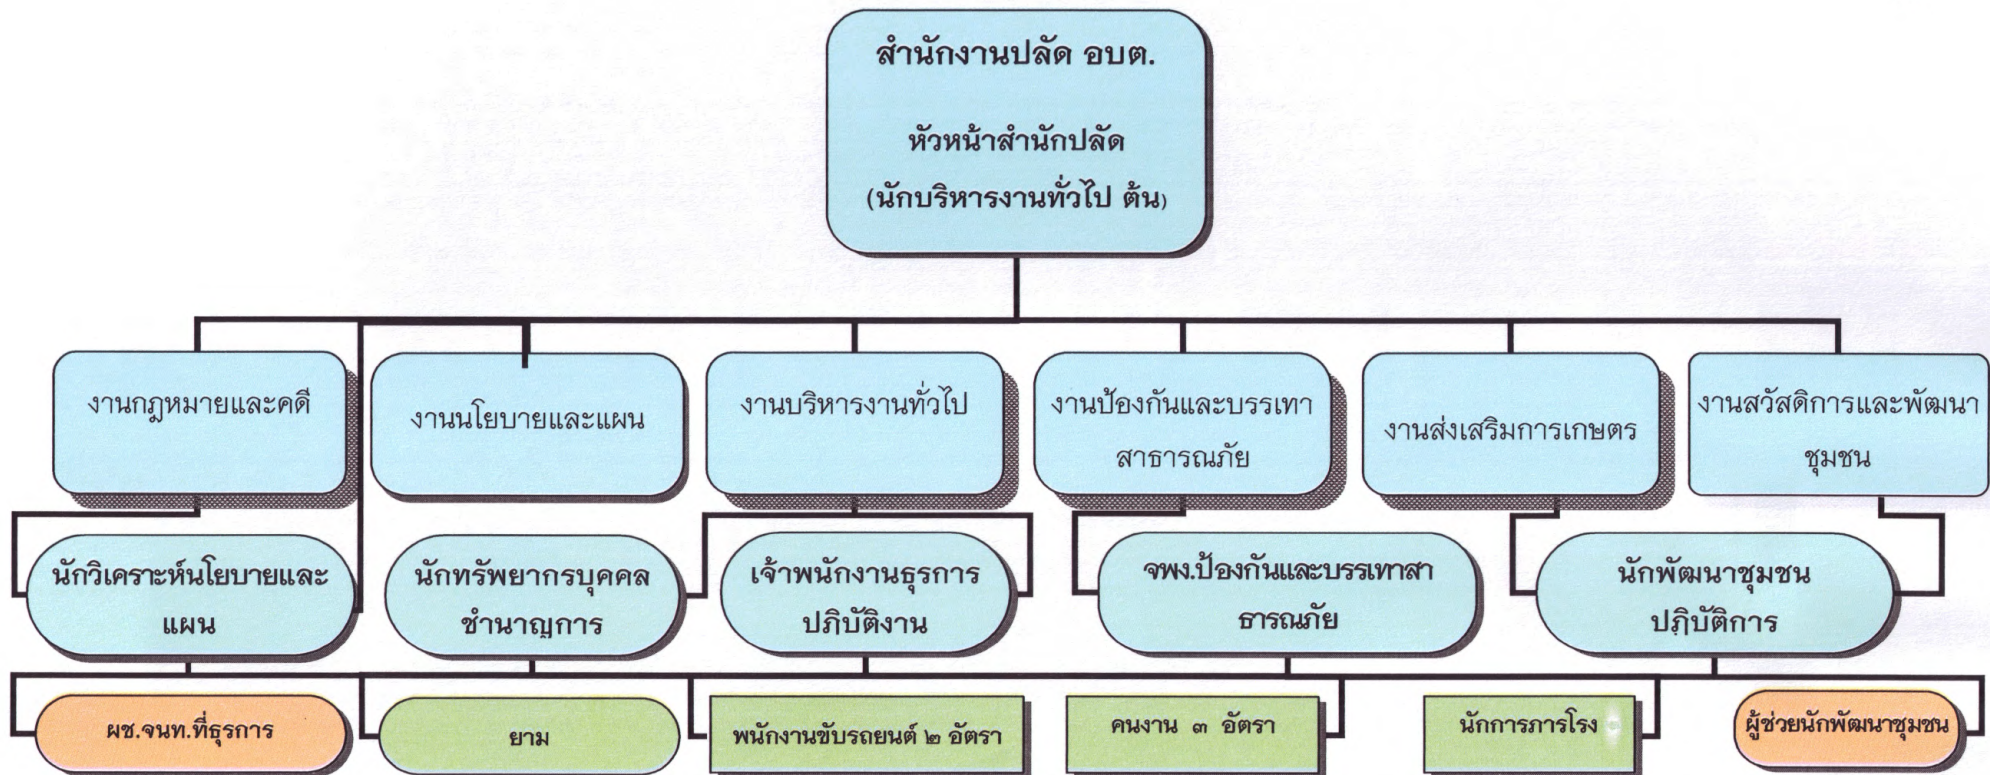 สำนักงานปลัด อบต.
หัวหน้าสำนักปลัด
(นักบริหารงานทั่วไป ต้น)
งานกฎหมายและคดี
งานนโยบายและแผน
งานบริหารงานทั่วไป
งานป้องกันและบรรเทา
สาธารณภัย
งานส่งเสริมการเกษตร
งานสวัสดิการและพัฒนา
ชุมชน
นักวิเคราะห์นโยบายและ
แผน
นักทรัพยากรบุคคล
ชำนาญการ
เจ้าพนักงานธุรการ
ปฏิบัติงาน
จพง.ป้องกันและบรรเทาสา
ธารณภัย
นักพัฒนาชุมชน
ปฏิบัติการ
ผช.จนท.ที่ธุรการ
ยาม
พนักงานขับรถยนต์ ๒ อัตรา
คนงาน ๓ อัตรา
นักการภารโรง
ผู้ช่วยนักพัฒนาชุมชน